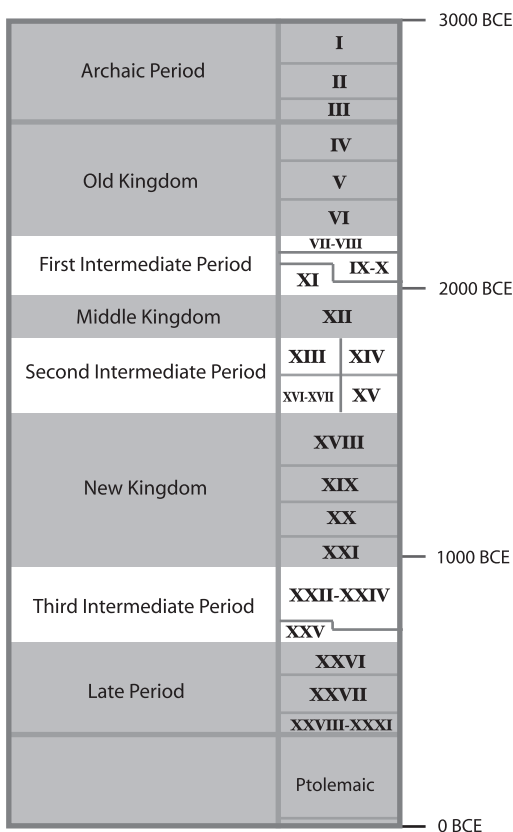 3000 BCE
Archaic Period
I
II
III
Old Kingdom
IV
V
VI
First Intermediate Period
VII-VIII
IX-X
XI
2000 BCE
Middle Kingdom
XII
Second Intermediate Period
XIII
XIV
XVI-XVII
XV
New Kingdom
XVIII
XIX
XX
XXI
1000 BCE
Third Intermediate Period
XXII-XXIV
XXV
Late Period
XXVI
XXVII
XXVIII-XXXI
Ptolemaic
0 BCE